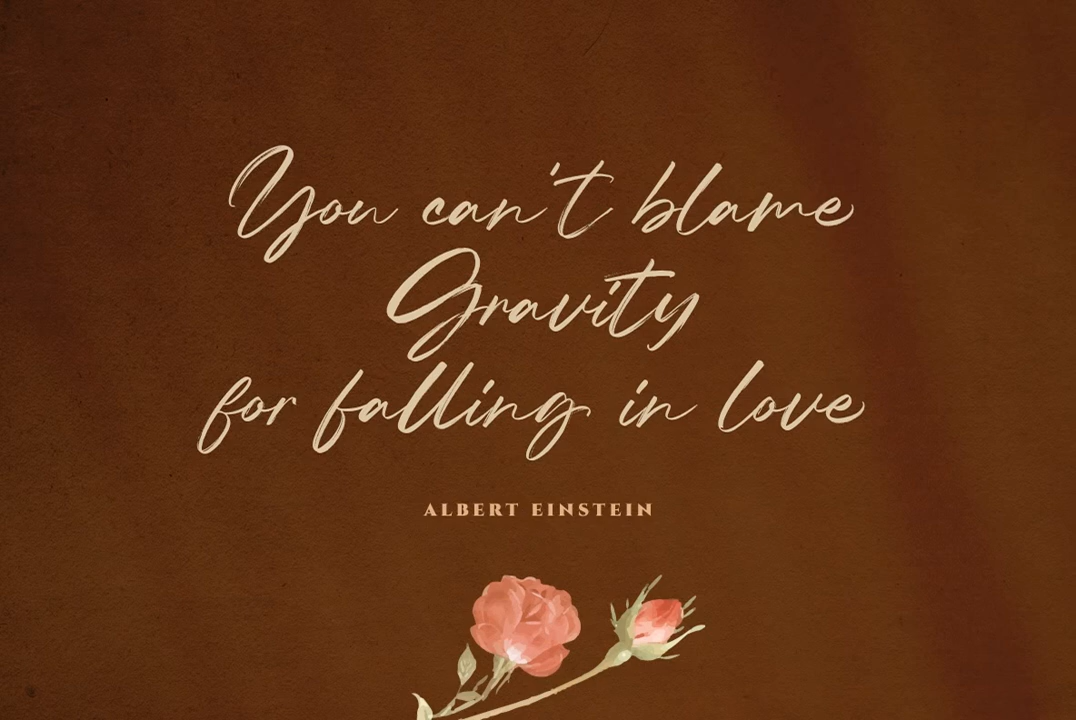 You can't blame
Gravity
for falling in love
ALBERT EINSTEIN